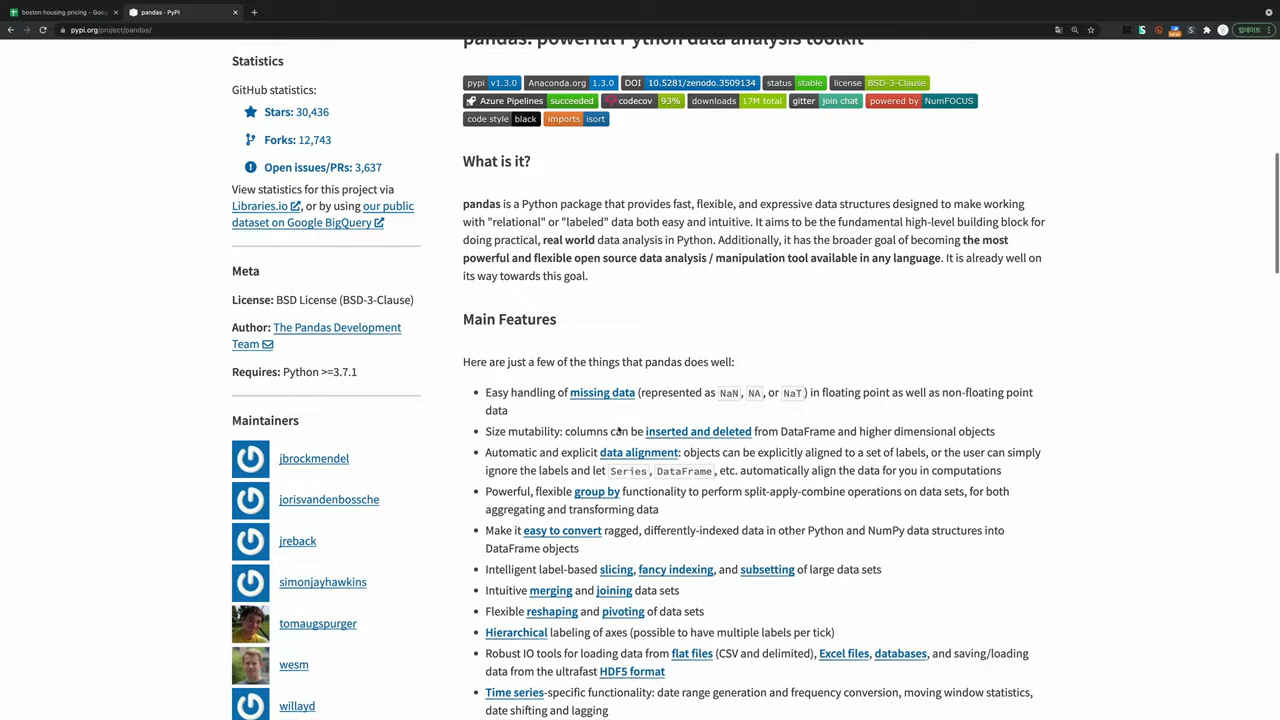 boston housing pricing - Goog
pandas · PyPI
pypi.org/project/pandas/
업데이트
Statistics
GitHub statistics:
Stars: 30,436
Forks: 12,743
Open issues/PRs: 3,637
View statistics for this project via
Libraries.io, or by using our public
dataset on Google BigQuery
Meta
License: BSD License (BSD-3-Clause)
Author: The Pandas Development
Team
Requires: Python >=3.7.1
Maintainers
jbrockmendel
jorisvandenbossche
jreback
simonjayhawkins
tomaugspurger
wesm
willayd
pandas: powerful Python data analysis toolkit
pypi v1.3.0 Anaconda.org 1.3.0 DOI 10.5281/zenodo.3509134 status stable license BSD-3-Clause
Azure Pipelines succeeded codecov 93% downloads 17M total gitter join chat powered by NumFOCUS
code style black imports isort
What is it?
pandas is a Python package that provides fast, flexible, and expressive data structures designed to make working
with "relational" or "labeled" data both easy and intuitive. It aims to be the fundamental high-level building block for
doing practical, real world data analysis in Python. Additionally, it has the broader goal of becoming the most
powerful and flexible open source data analysis / manipulation tool available in any language. It is already well on
its way towards this goal.
Main Features
Here are just a few of the things that pandas does well:
Easy handling of missing data (represented as NaN, NA, or NaT) in floating point as well as non-floating point
data
Size mutability: columns can be inserted and deleted from DataFrame and higher dimensional objects
Automatic and explicit data alignment: objects can be explicitly aligned to a set of labels, or the user can simply
ignore the labels and let Series, DataFrame, etc. automatically align the data for you in computations
Powerful, flexible group by functionality to perform split-apply-combine operations on data sets, for both
aggregating and transforming data
Make it easy to convert ragged, differently-indexed data in other Python and NumPy data structures into
DataFrame objects
Intelligent label-based slicing, fancy indexing, and subsetting of large data sets
Intuitive merging and joining data sets
Flexible reshaping and pivoting of data sets
Hierarchical labeling of axes (possible to have multiple labels per tick)
Robust IO tools for loading data from flat files (CSV and delimited), Excel files, databases, and saving/loading
data from the ultrafast HDF5 format
Time series-specific functionality: date range generation and frequency conversion, moving window statistics,
date shifting and lagging